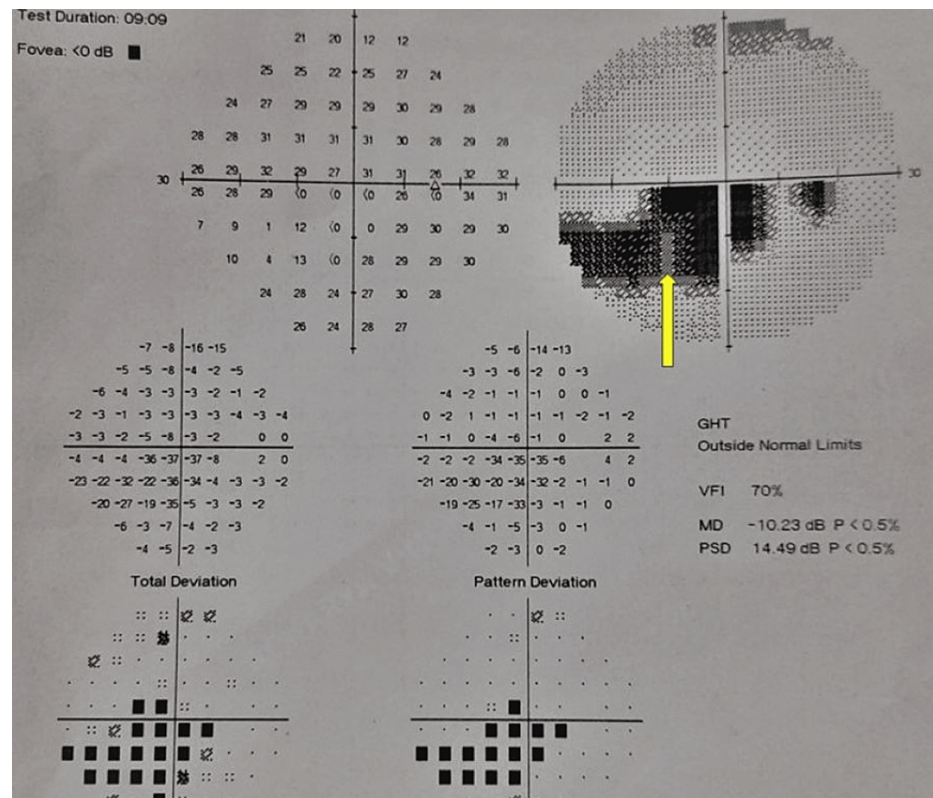 Test Duration: 09:09
Fovea: <0 dB
21 20 12 12
25 25 22 25 27 24
24 27 29 29 29 30 29 28
28 28 31 31 31 31 30 28 29 28
26 29 32 29 27 31 31 26 32 32
30 30
26 28 29 <0 <0 <0 26 <0 34 31
7 9 1 12 <0 0 29 30 29 30
10 4 13 <0 28 29 29 30
24 28 24 27 30 28
26 24 28 27
-7 -8 -16 -15 -5 -6 -14 -13
-5 -5 -8 -4 -2 -5 -3 -3 -6 -2 0 -3
-6 -4 -3 -3 -3 -2 -1 -2 -4 -2 -1 -1 -1 0 0 -1
-2 -3 -1 -3 -3 -3 -3 -4 -3 -4 0 -2 1 -1 -1 -1 -1 -2 -1 -2
-3 -3 -2 -5 -8 -3 -2 0 0 -1 -1 0 -4 -6 -1 0 2 2
-4 -4 -4 -36 -37 -37 -8 2 0 -2 -2 -2 -34 -35 -35 -6 4 2
-23 -22 -32 -22 -36 -34 -4 -3 -3 -2 -21 -20 -30 -20 -34 -32 -2 -1 -1 0
-20 -27 -19 -35 -5 -3 -3 -2 -19 -25 -17 -33 -3 -1 -1 0
-6 -3 -7 -4 -2 -3 -4 -1 -5 -3 0 -1
-4 -5 -2 -3 -2 -3 0 -2
GHT
Outside Normal Limits
VFI 70%
MD -10.23 dB P < 0.5%
PSD 14.49 dB P < 0.5%
Total Deviation
Pattern Deviation